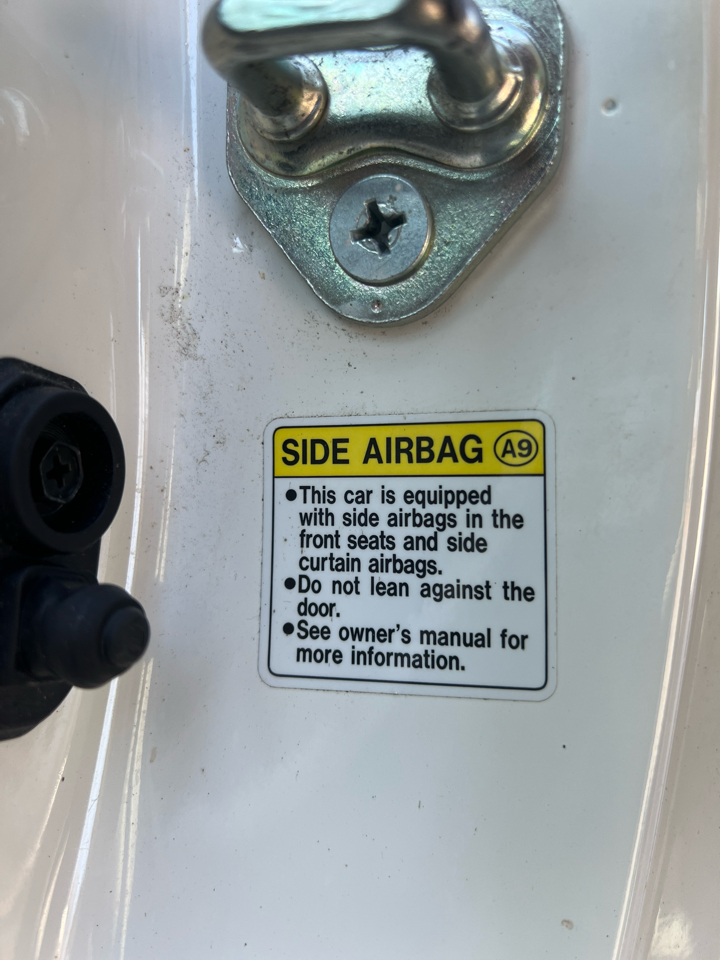 SIDE AIRBAG A9
●This car is equipped
with side airbags in the
front seats and side
curtain airbags.
●Do not lean against the
door.
●See owner's manual for
more information.